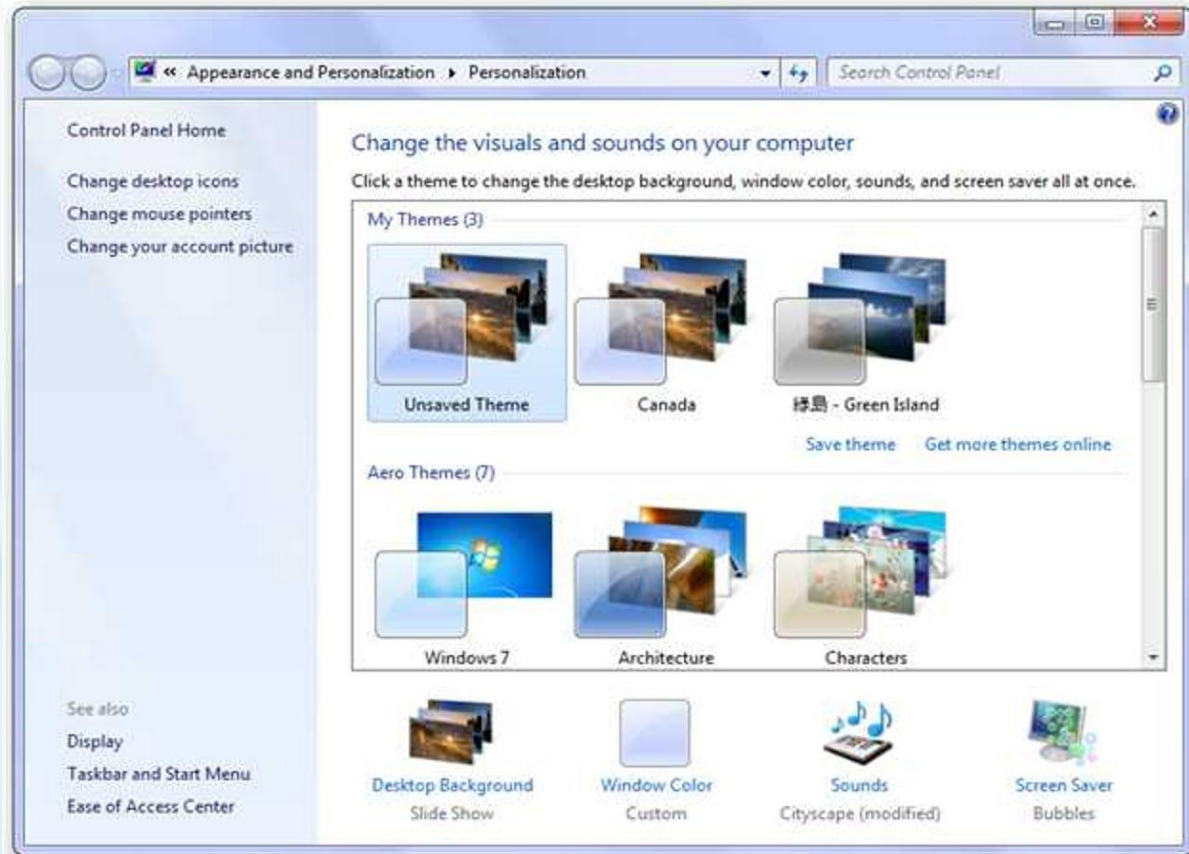 « Appearance and Personalization ▸ Personalization
Search Control Panel
Control Panel Home
Change desktop icons
Change mouse pointers
Change your account picture
See also
Display
Taskbar and Start Menu
Ease of Access Center
Change the visuals and sounds on your computer
Click a theme to change the desktop background, window color, sounds, and screen saver all at once.
My Themes (3)
Unsaved Theme
Canada
綠島 - Green Island
Save theme
Get more themes online
Aero Themes (7)
Windows 7
Architecture
Characters
Desktop Background
Slide Show
Window Color
Custom
Sounds
Cityscape (modified)
Screen Saver
Bubbles